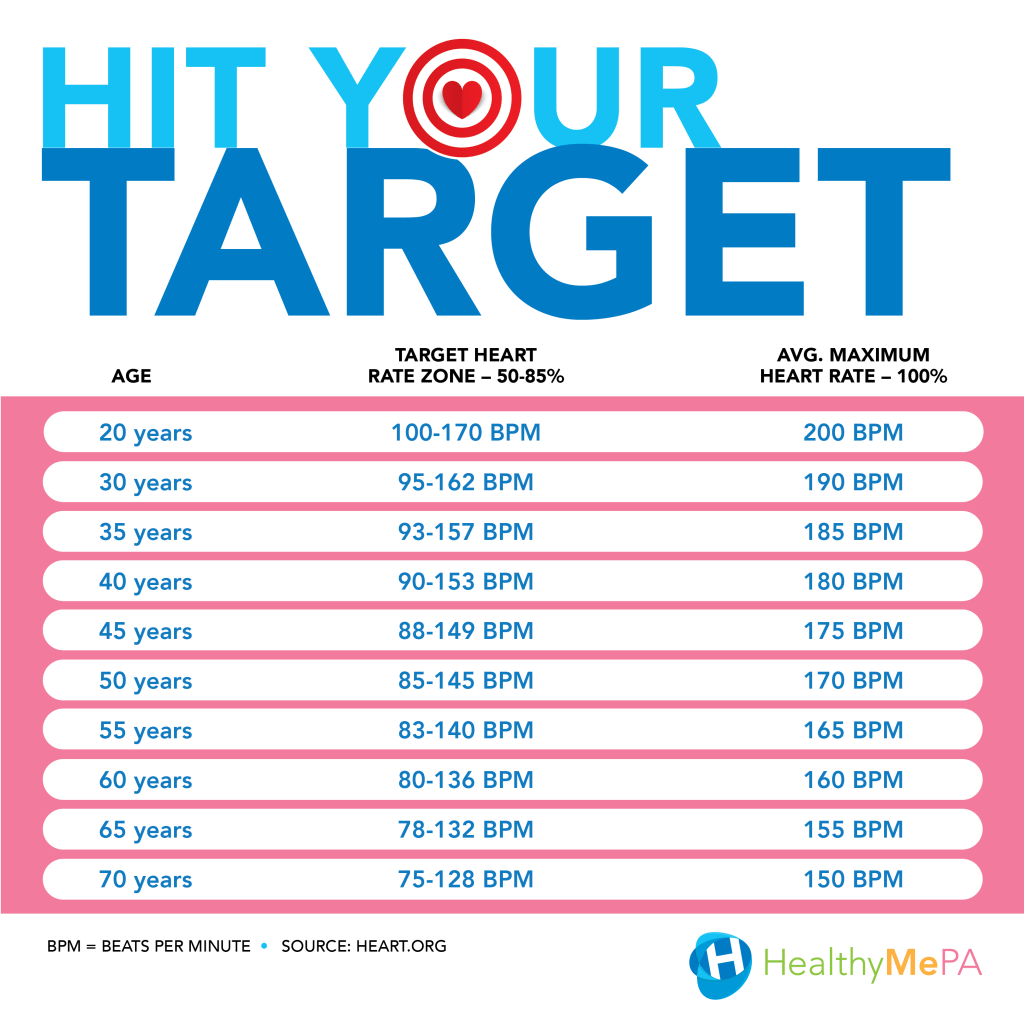 HIT YOUR
TARGET
AGE
TARGET HEART
RATE ZONE – 50-85%
AVG. MAXIMUM
HEART RATE – 100%
20 years 100-170 BPM 200 BPM
30 years 95-162 BPM 190 BPM
35 years 93-157 BPM 185 BPM
40 years 90-153 BPM 180 BPM
45 years 88-149 BPM 175 BPM
50 years 85-145 BPM 170 BPM
55 years 83-140 BPM 165 BPM
60 years 80-136 BPM 160 BPM
65 years 78-132 BPM 155 BPM
70 years 75-128 BPM 150 BPM
BPM = BEATS PER MINUTE • SOURCE: HEART.ORG
H HealthyMePA